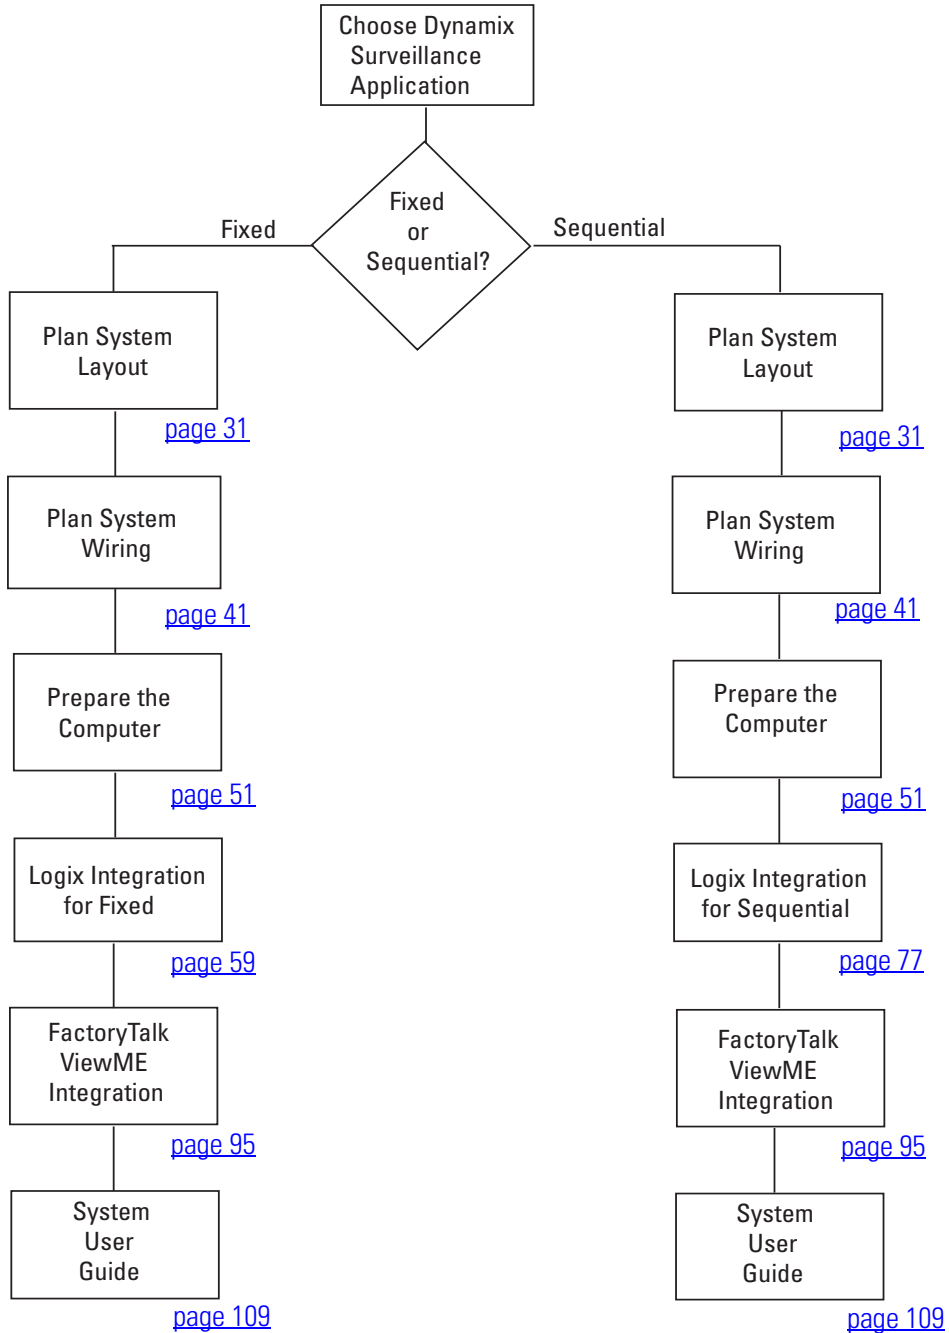 Choose Dynamix
Surveillance
Application
Fixed
or
Sequential?
Fixed
Sequential
Plan System
Layout
page 31
Plan System
Wiring
page 41
Prepare the
Computer
page 51
Logix Integration
for Fixed
page 59
FactoryTalk
ViewME
Integration
page 95
System
User
Guide
page 109
Plan System
Layout
page 31
Plan System
Wiring
page 41
Prepare the
Computer
page 51
Logix Integration
for Sequential
page 77
FactoryTalk
ViewME
Integration
page 95
System
User
Guide
page 109